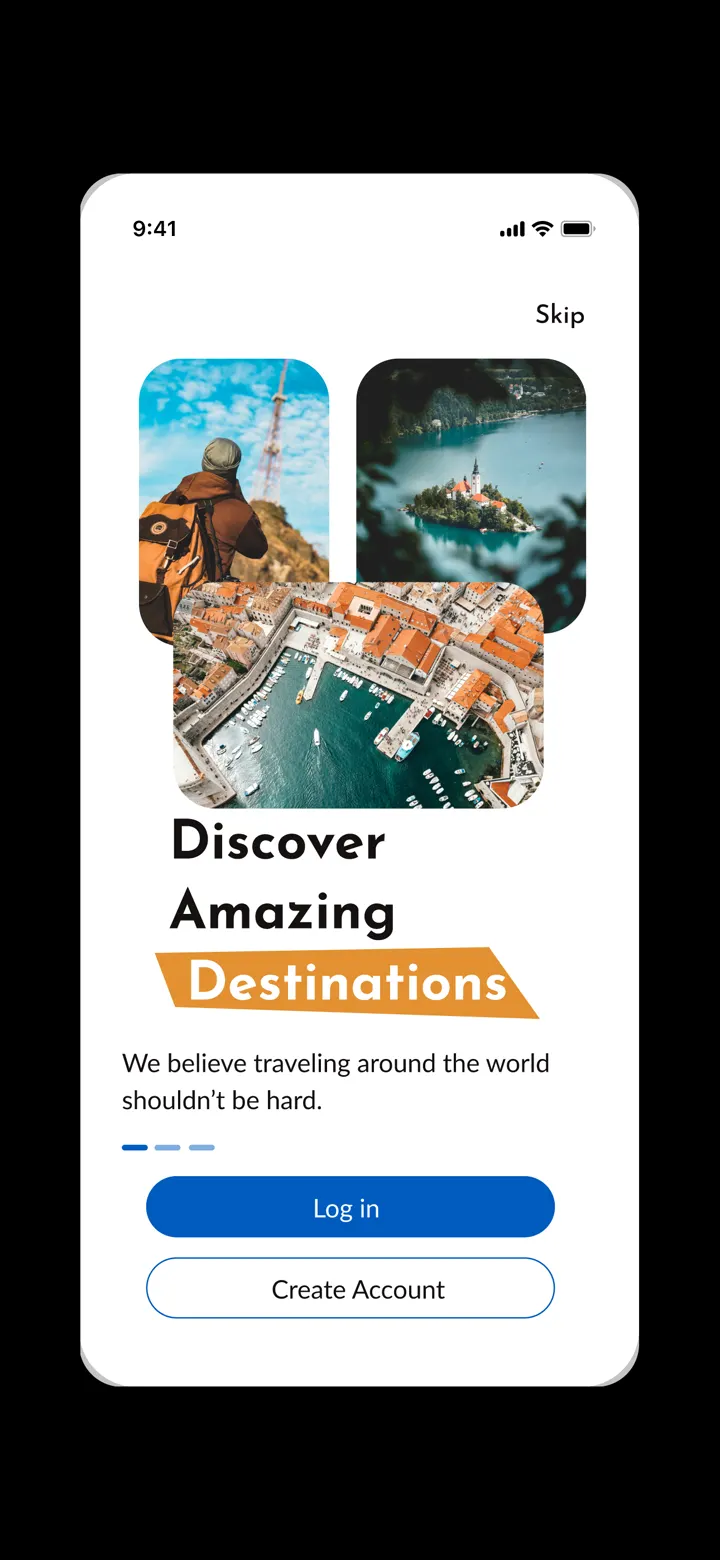 9:41
Skip
Discover
Amazing
Destinations
We believe traveling around the world
shouldn’t be hard.
Log in
Create Account